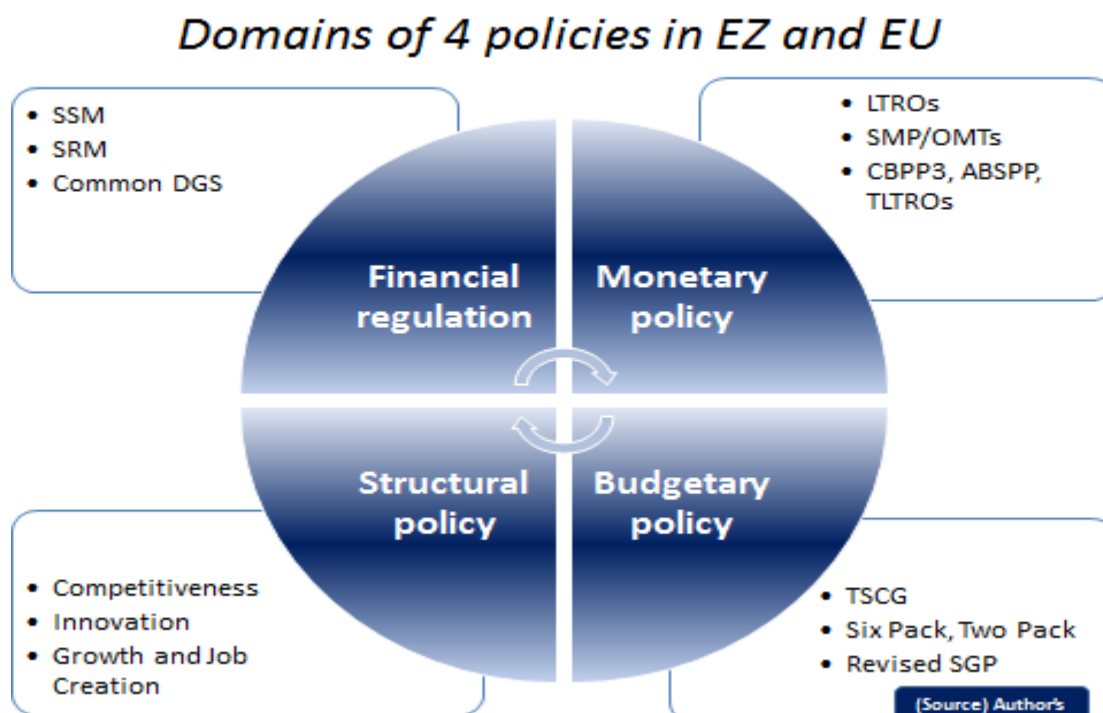 Domains of 4 policies in EZ and EU
• SSM
• SRM
• Common DGS
• LTROs
• SMP/OMTs
• CBPP3, ABSPP,
TLTROs
Financial
regulation
Monetary
policy
Structural
policy
Budgetary
policy
• Competitiveness
• Innovation
• Growth and Job
Creation
• TSCG
• Six Pack, Two Pack
• Revised SGP
(Source) Author's